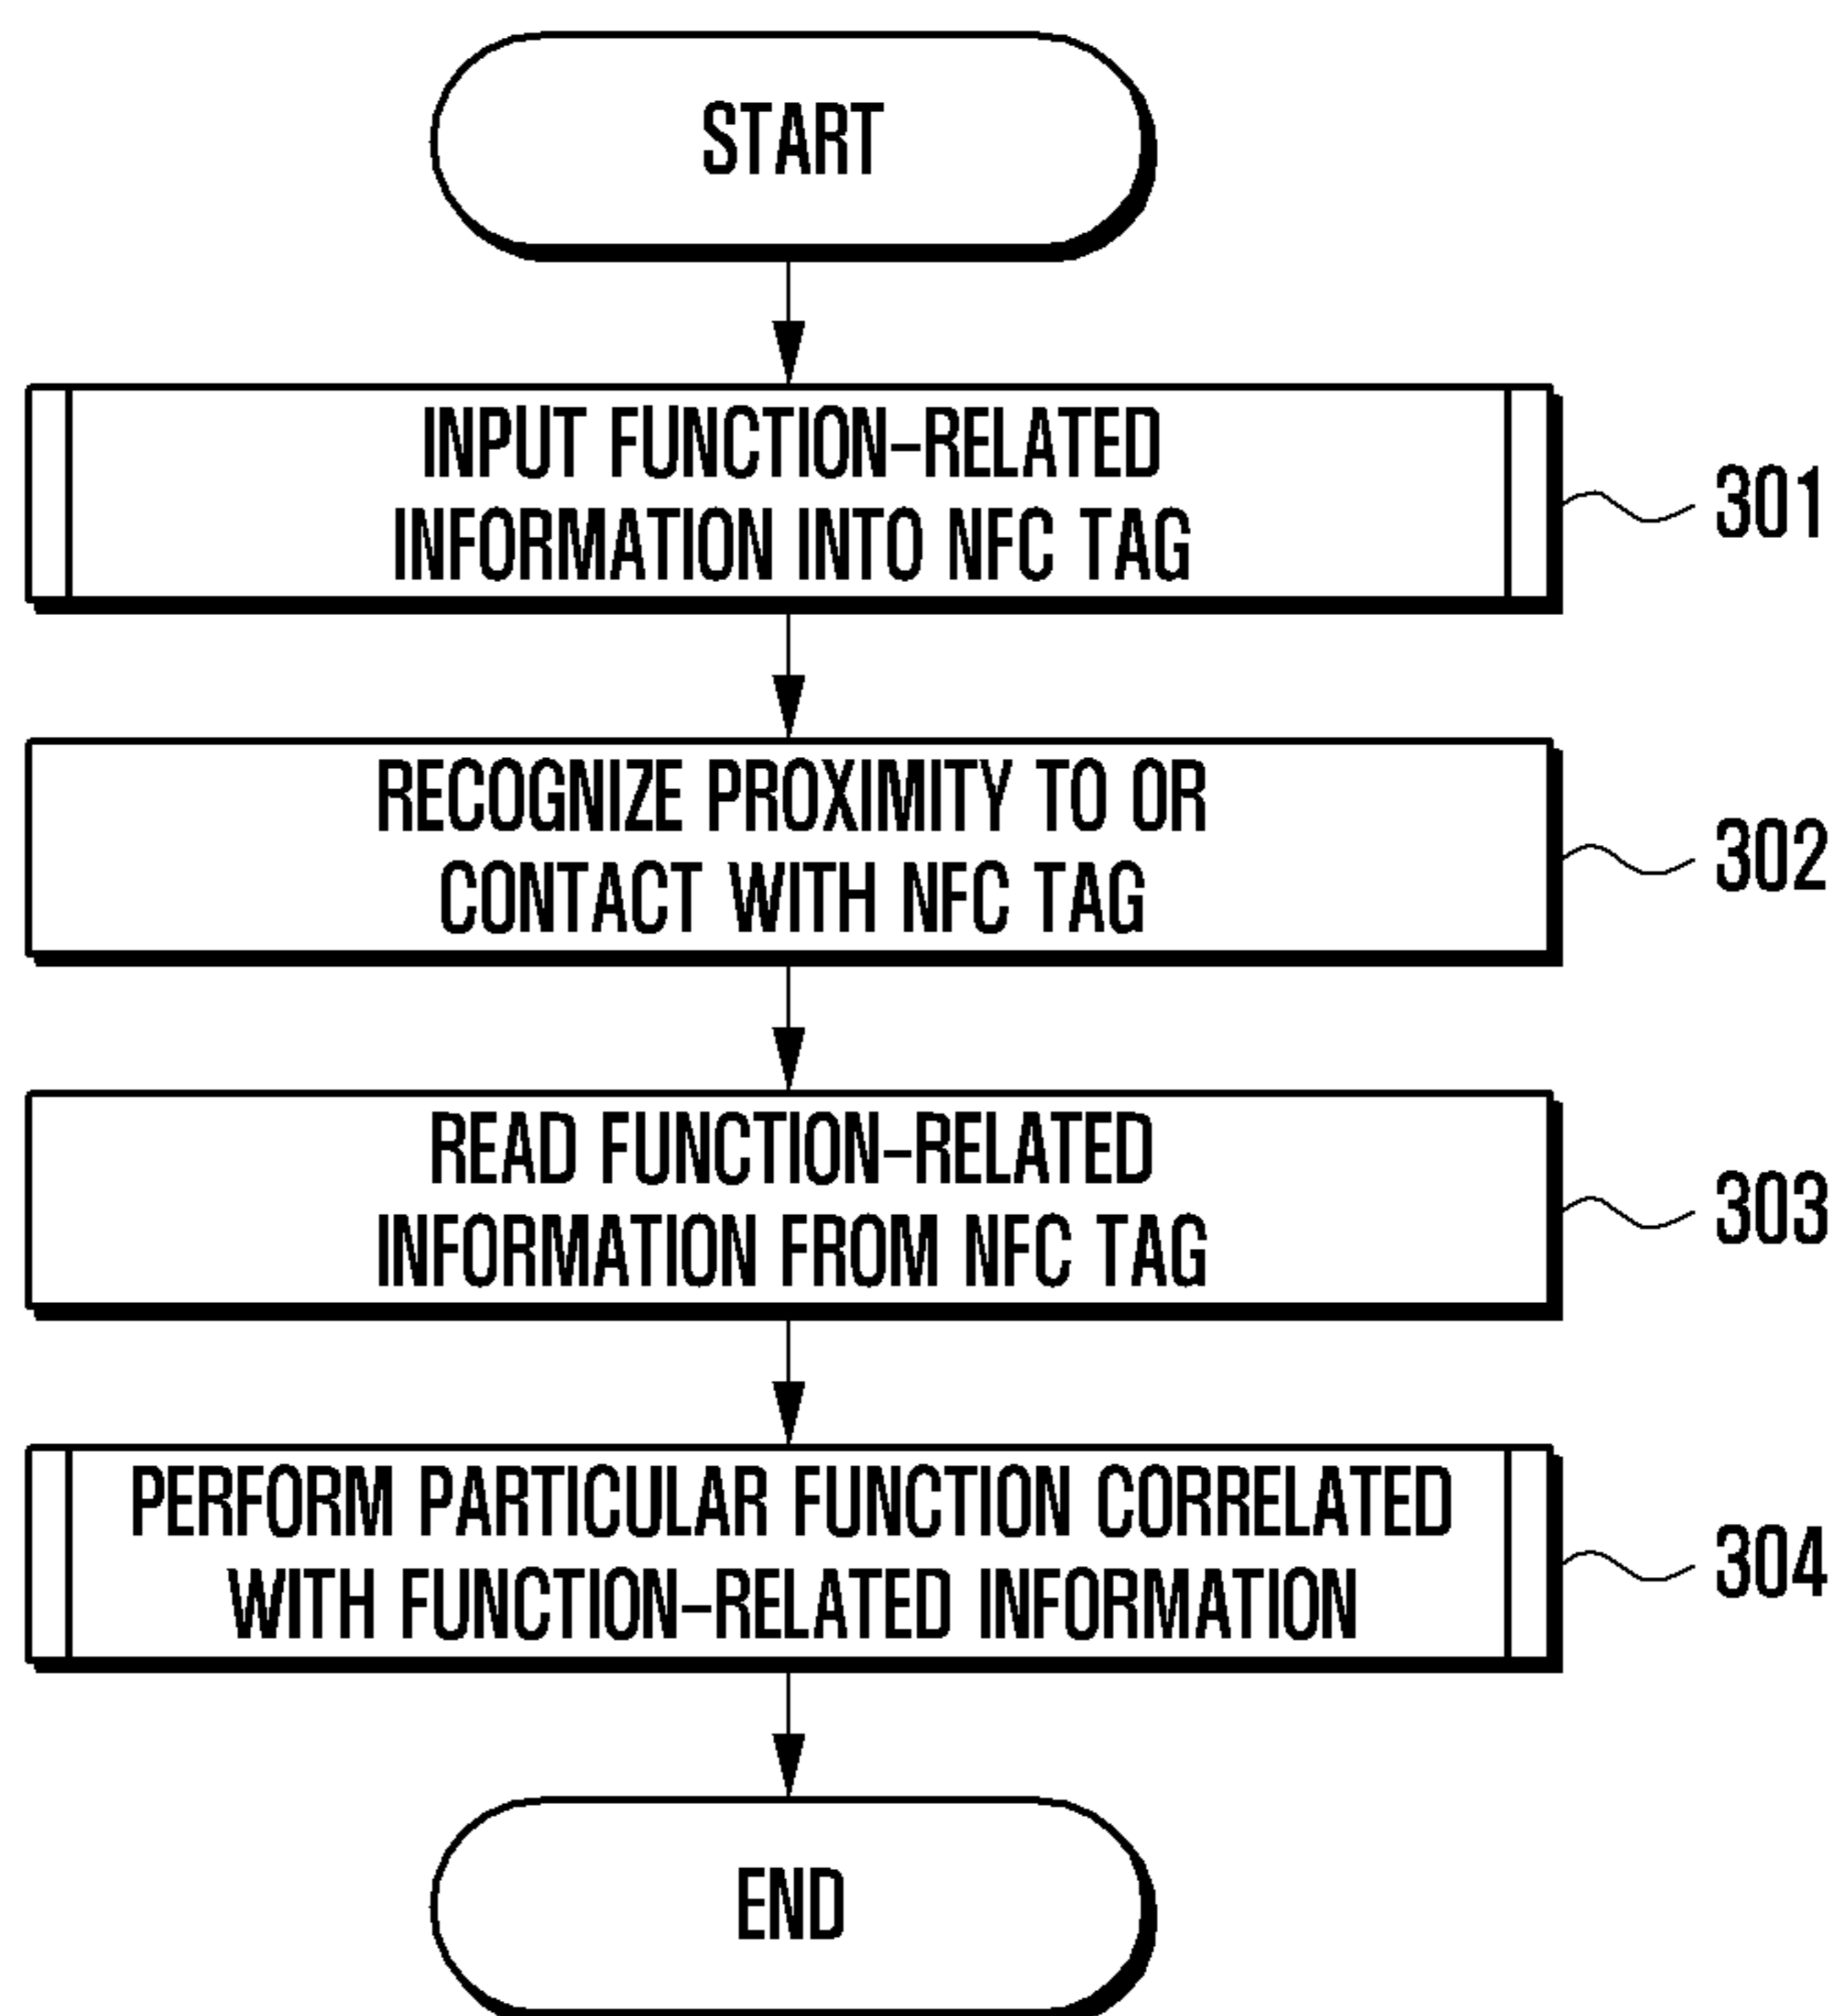 START
INPUT FUNCTION-RELATED
INFORMATION INTO NFC TAG
301
RECOGNIZE PROXIMITY TO OR
CONTACT WITH NFC TAG
302
READ FUNCTION-RELATED
INFORMATION FROM NFC TAG
303
PERFORM PARTICULAR FUNCTION CORRELATED
WITH FUNCTION-RELATED INFORMATION
304
END